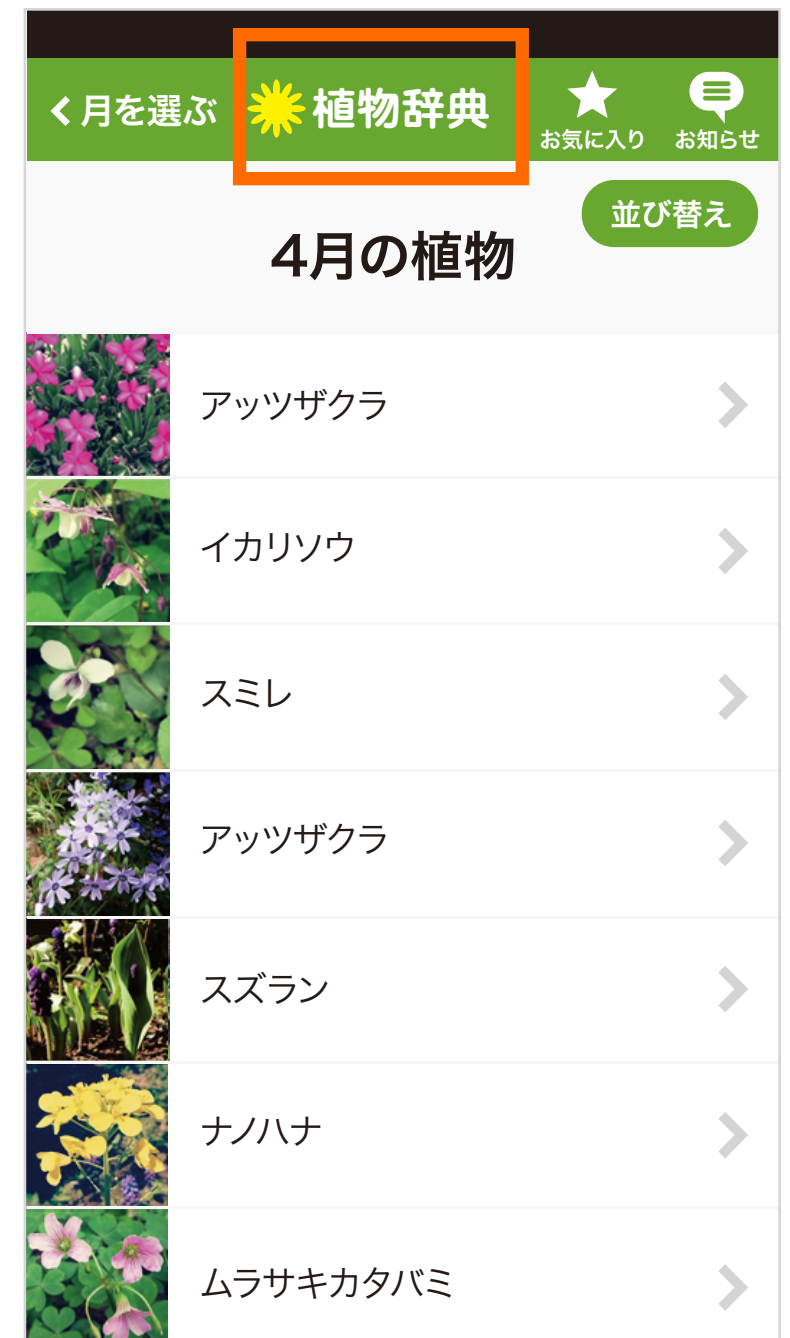 月を選ぶ
植物辞典
お気に入り
お知らせ
並び替え
4月の植物
アッツザクラ
イカリソウ
スミレ
アッツザクラ
スズラン
ナノハナ
ムラサキカタバミ